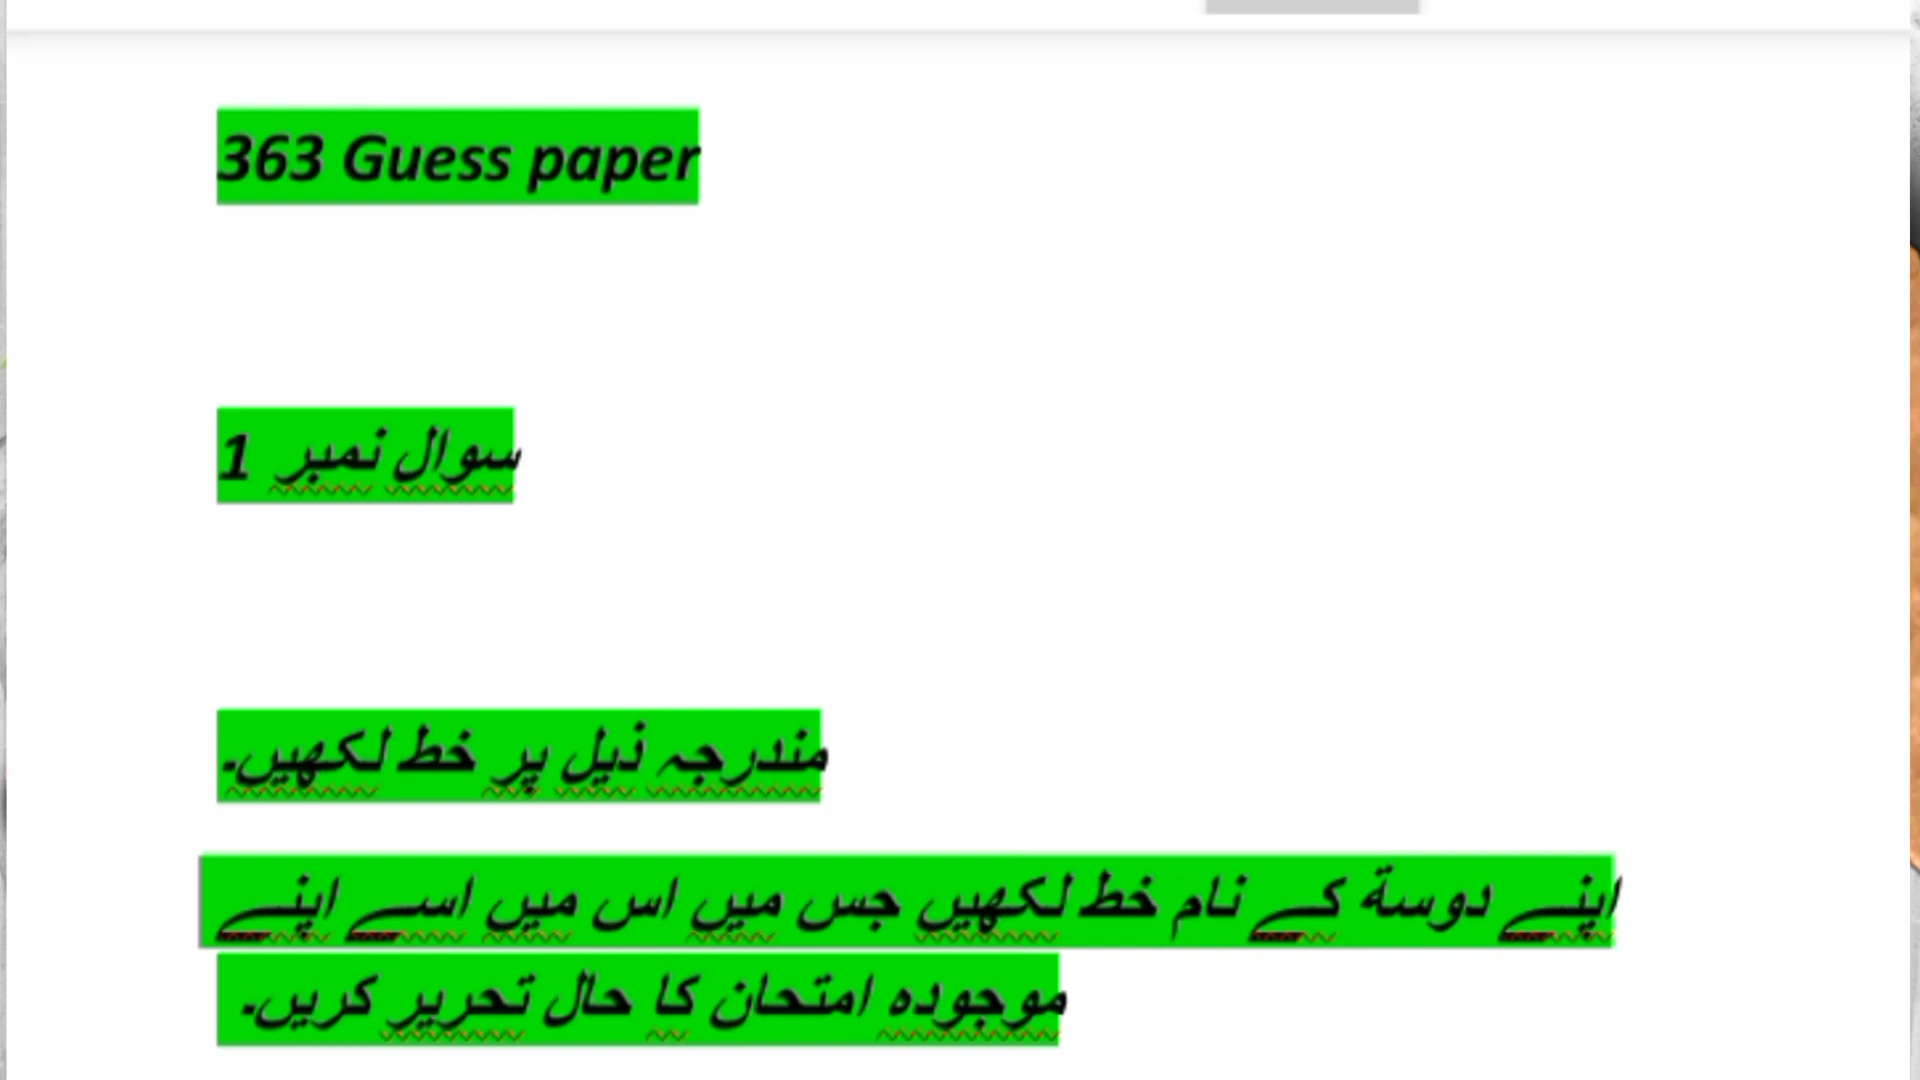 363 Guess paper
سوال نمبر 1
مندرجہ ذیل پر خط لکھیں۔
اپنے دوسۃ کے نام خط لکھیں جس میں اس میں اسے اپنے
موجودہ امتحان کا حال تحریر کریں۔